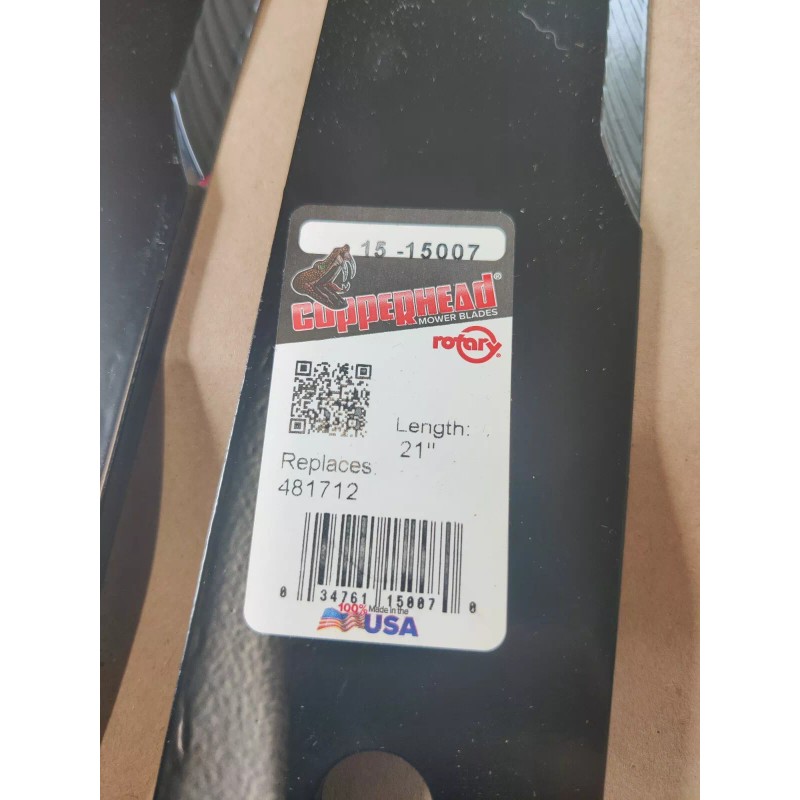 15 -15007
COPPERHEAD®
MOWER BLADES
rotary®
Length:
21"
Replaces
481712
0 34761 15007 0
100% Made in the
USA